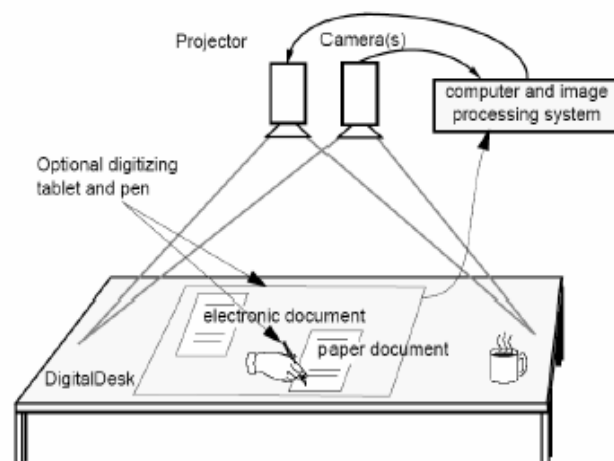 Projector
Camera(s)
computer and image
processing system
Optional digitizing
tablet and pen
electronic document
paper document
DigitalDesk